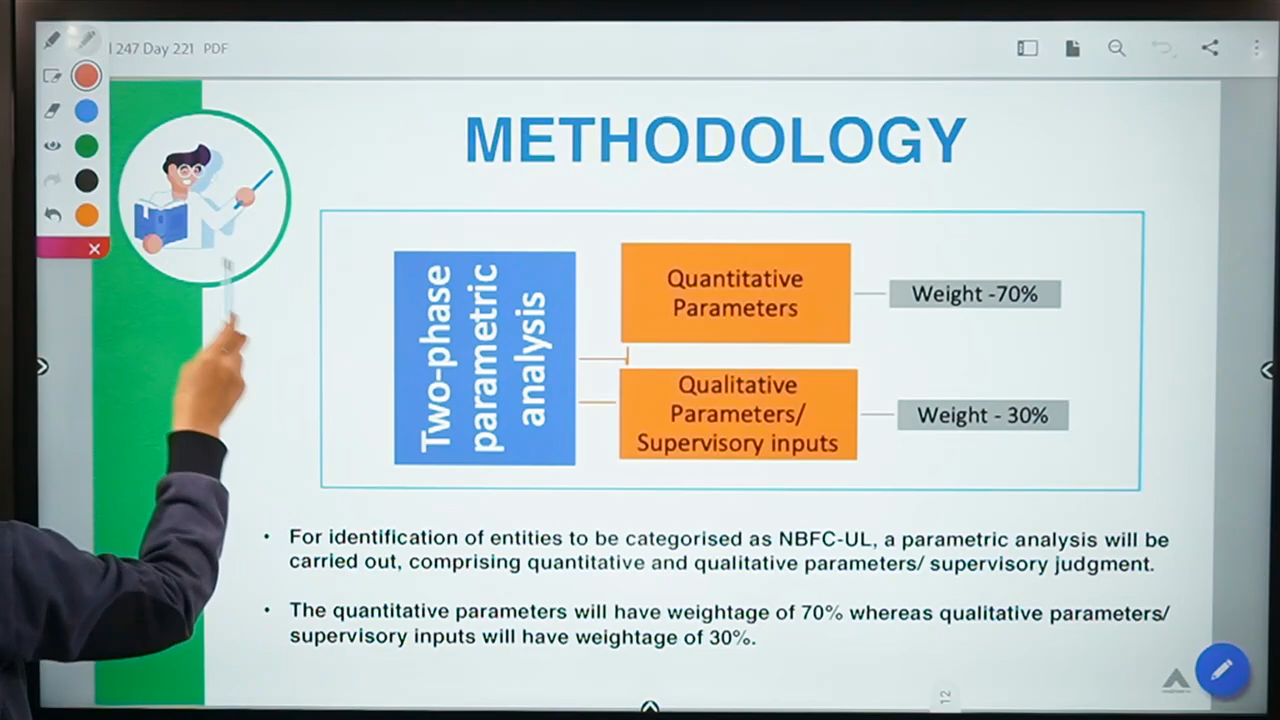 l 247 Day 221 PDF
METHODOLOGY
Two-phase
parametric
analysis
Quantitative
Parameters
Weight -70%
Qualitative
Parameters/
Supervisory inputs
Weight - 30%
• For identification of entities to be categorised as NBFC-UL, a parametric analysis will be
carried out, comprising quantitative and qualitative parameters/ supervisory judgment.
• The quantitative parameters will have weightage of 70% whereas qualitative parameters/
supervisory inputs will have weightage of 30%.
12